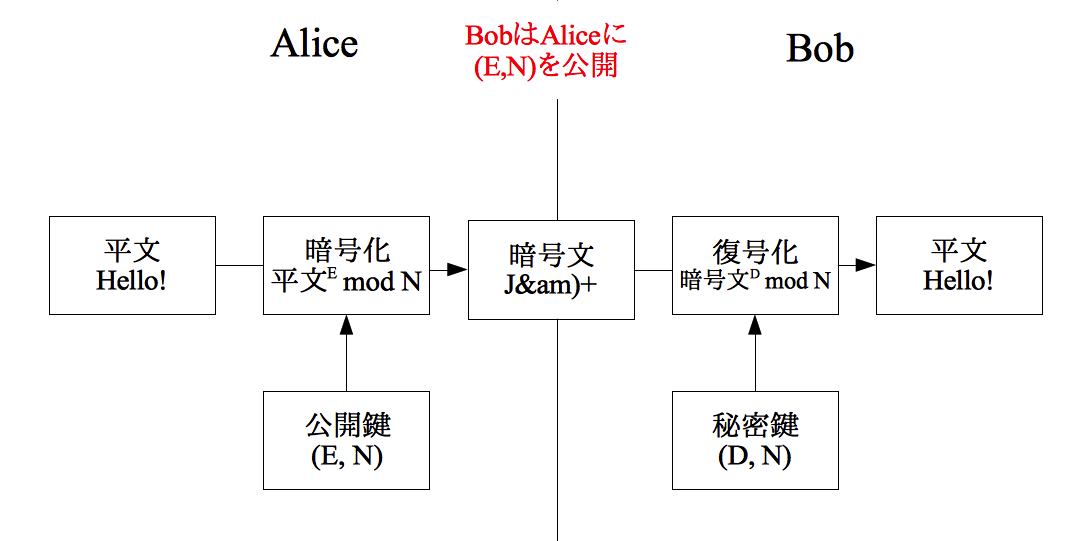 Alice
BobはAliceに
(E,N)を公開
Bob
平文
Hello!
暗号化
平文E mod N
暗号文
J&am)+
復号化
暗号文D mod N
平文
Hello!
公開鍵
(E, N)
秘密鍵
(D, N)